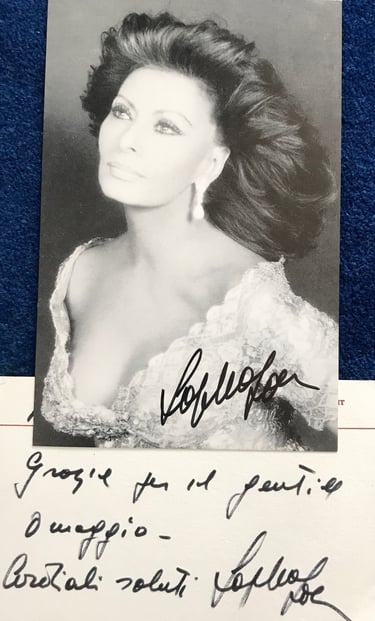 Sophia Loren
Grazie per il gentile
omaggio -
Cordiali saluti Sophia Loren